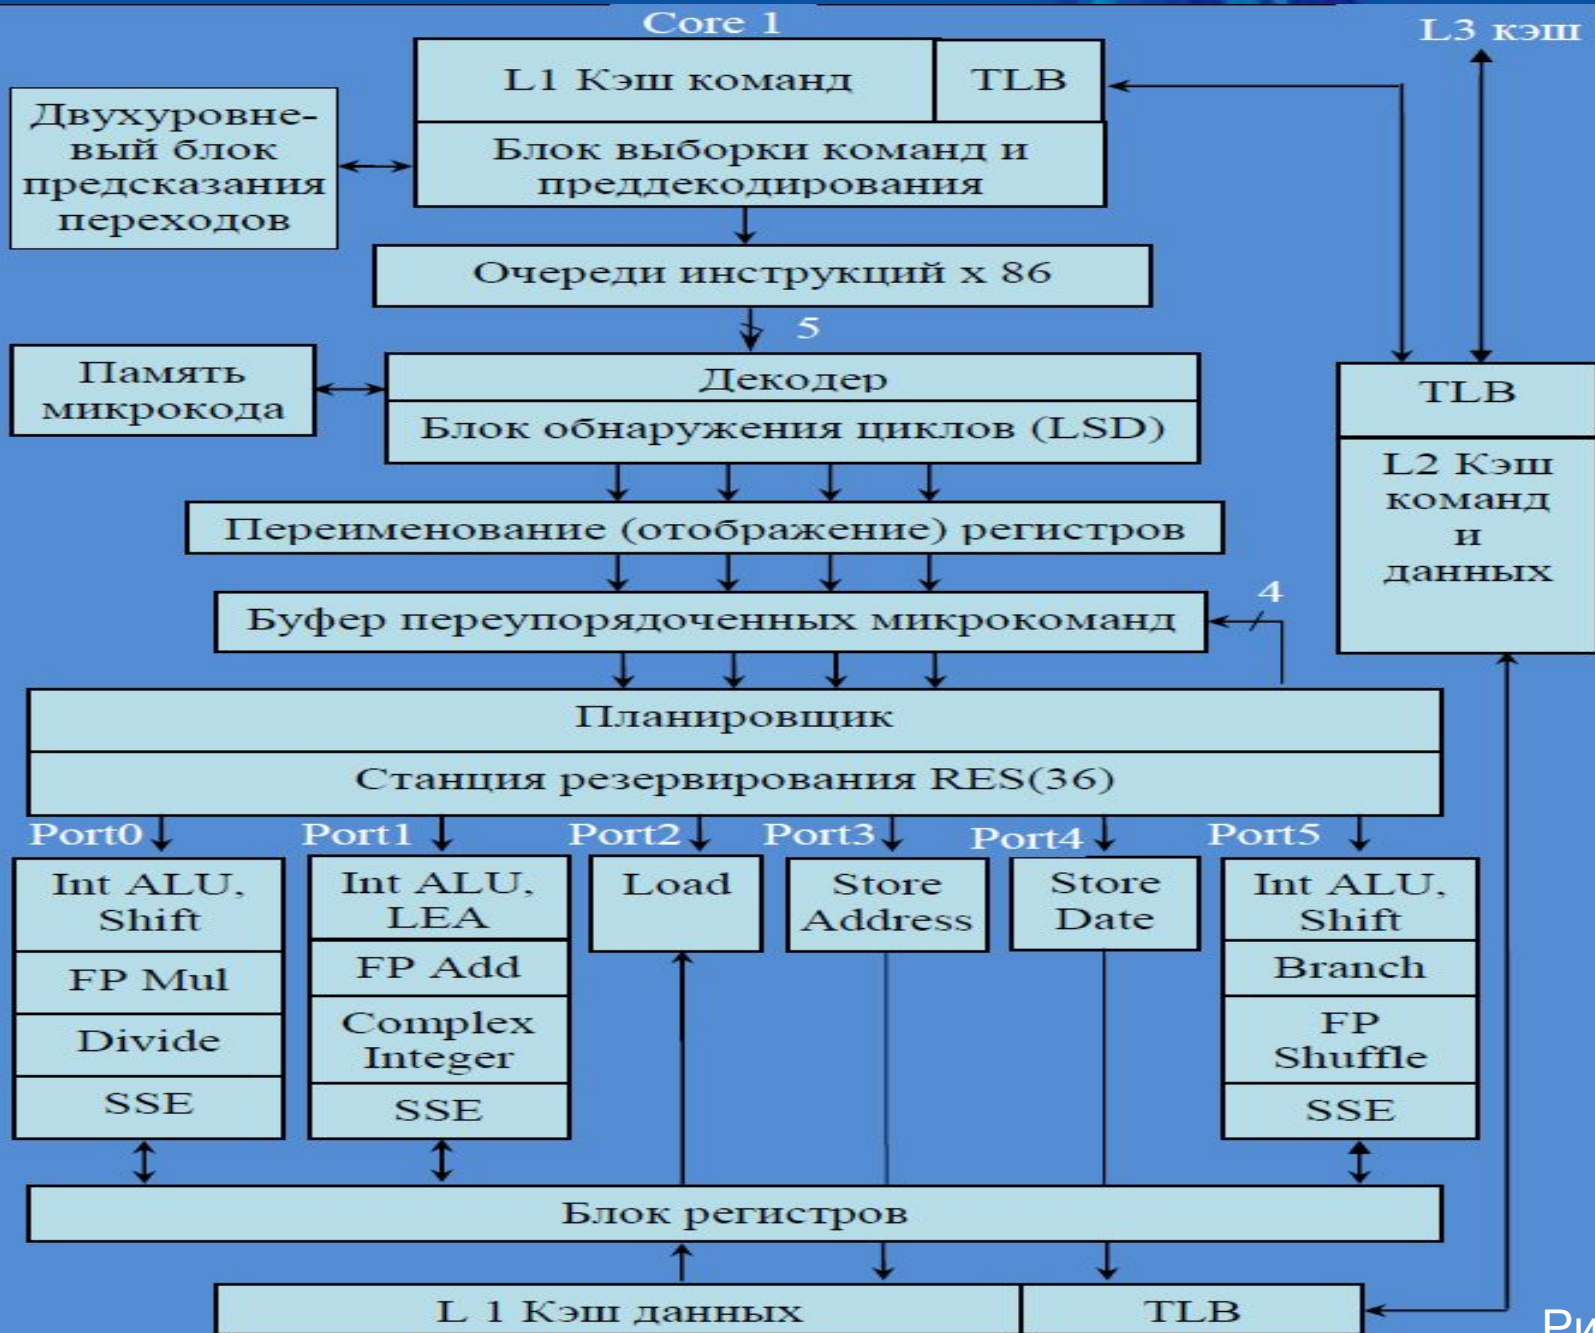 Core 1
L3 кэш
L1 Кэш команд
TLB
Двухуровне-
вый блок
предсказания
переходов
Блок выборки команд и
преддекодирования
Очереди инструкций x 86
5
Память
микрокода
Декодер
Блок обнаружения циклов (LSD)
TLB
L2 Кэш
команд
и
данных
Переименование (отображение) регистров
4
Буфер переупорядоченных микрокоманд
Планировщик
Станция резервирования RES(36)
Port0
Port1
Port2
Port3
Port4
Port5
Int ALU,
Shift
FP Mul
Divide
SSE
Int ALU,
LEA
FP Add
Complex
Integer
SSE
Load
Store
Address
Store
Date
Int ALU,
Shift
Branch
FP
Shuffle
SSE
Блок регистров
L 1 Кэш данных
TLB